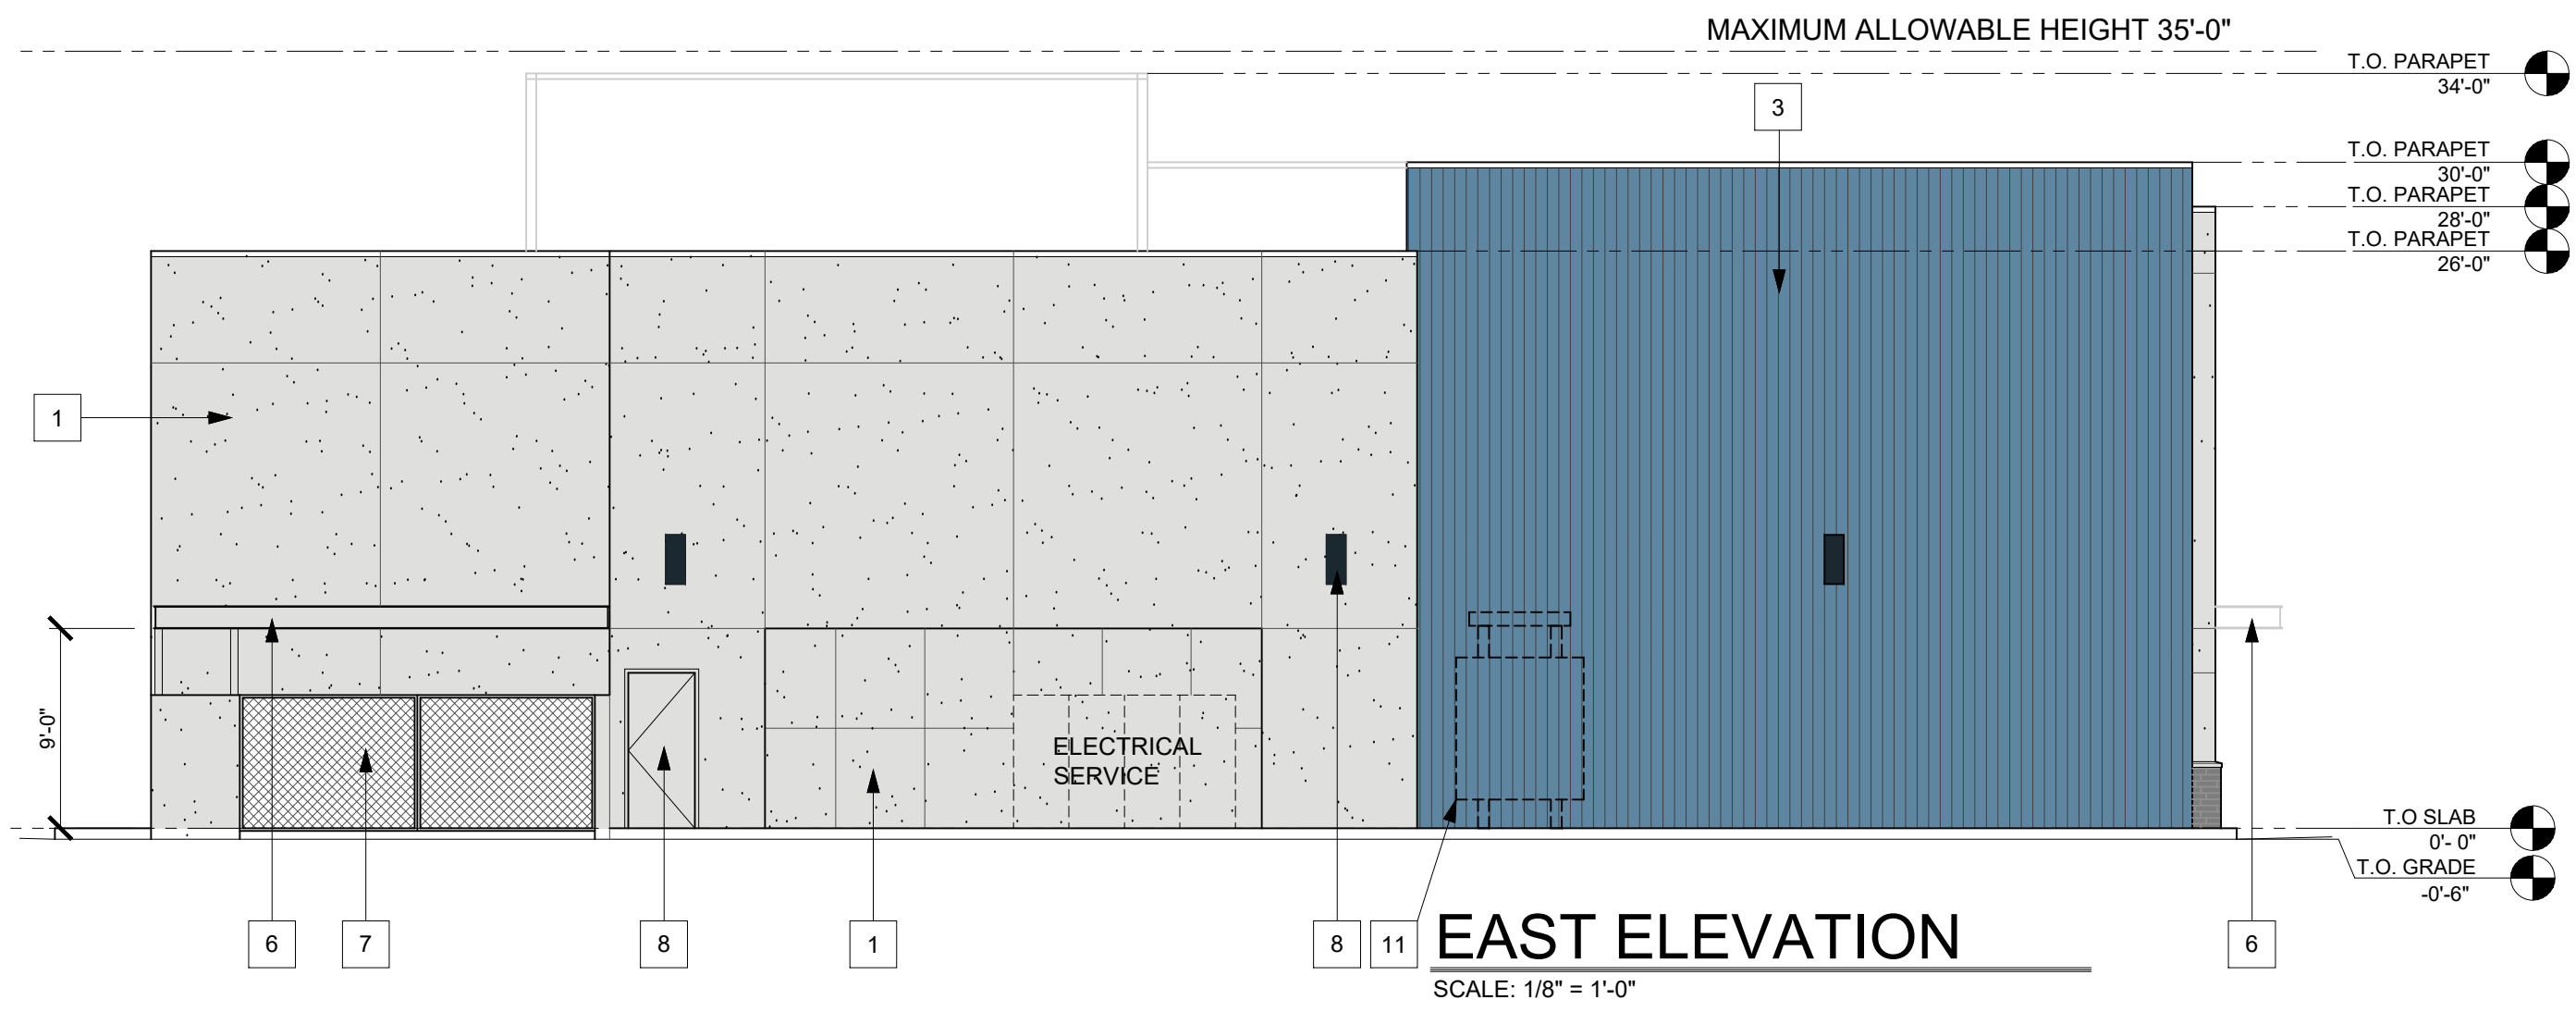 MAXIMUM ALLOWABLE HEIGHT 35'-0"
T.O. PARAPET
34'-0"
3
T.O. PARAPET
30'-0"
T.O. PARAPET
28'-0"
T.O. PARAPET
26'-0"
1
9'-0"
ELECTRICAL
SERVICE
T.O SLAB
0'- 0"
T.O. GRADE
-0'-6"
6
7
8
1
8
11
6
EAST ELEVATION
SCALE: 1/8" = 1'-0"